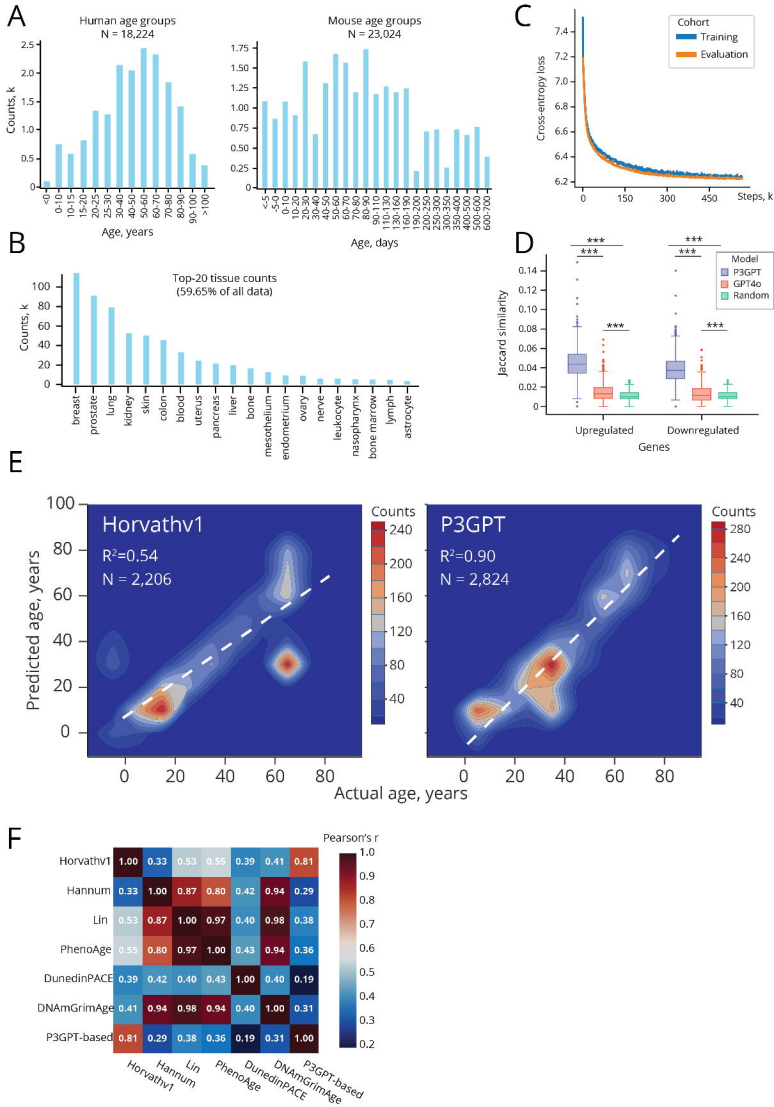 A
Human age groups
N = 18,224
Counts, k
2.5
2.0
1.5
1.0
0.5
0
<0
0-10
10-15
15-20
20-25
25-30
30-40
40-50
50-60
60-70
70-80
80-90
90-100
>100
Age, years
Mouse age groups
N = 23,024
1.75
1.50
1.25
1.00
0.75
0.50
0.25
0
<-5
-5-0
0-10
10-20
20-30
30-40
40-50
50-60
60-70
70-80
80-90
90-110
110-130
130-160
160-190
190-200
200-250
250-300
300-350
350-400
400-500
500-600
600-700
Age, days
B
Top-20 tissue counts
(59.65% of all data)
Counts, k
100
80
60
40
20
0
breast
prostate
lung
kidney
skin
colon
blood
uterus
pancreas
liver
bone
mesothelium
endometrium
ovary
nerve
leukocyte
nasopharynx
bone marrow
lymph
astrocyte
C
Cohort
Training
Evaluation
Cross-entropy loss
7.4
7.0
6.8
6.6
6.4
6.2
0
150
300
450
Steps, k
D
Model
P3GPT
GPT4o
Random
Jaccard similarity
0.14
0.12
0.10
0.08
0.06
0.04
0.02
0
***
***
***
***
***
***
Upregulated
Downregulated
Genes
E
Horvathv1
R²=0.54
N = 2,206
Predicted age, years
100
80
60
40
20
0
0
20
40
60
80
Counts
240
200
160
120
80
40
P3GPT
R²=0.90
N = 2,824
0
20
40
60
80
Counts
280
240
200
160
120
80
40
Actual age, years
F
Pearson's r
Horvathv1 1.00 0.33 0.53 0.55 0.39 0.41 0.81
Hannum 0.33 1.00 0.87 0.80 0.42 0.94 0.29
Lin 0.53 0.87 1.00 0.97 0.40 0.98 0.38
PhenoAge 0.55 0.80 0.97 1.00 0.43 0.94 0.36
DunedinPACE 0.39 0.42 0.40 0.43 1.00 0.40 0.19
DNAmGrimAge 0.41 0.94 0.98 0.94 0.40 1.00 0.31
P3GPT-based 0.81 0.29 0.38 0.36 0.19 0.31 1.00
Horvathv1
Hannum
Lin
PhenoAge
DunedinPACE
DNAmGrimAge
P3GPT-based
1.0
0.9
0.8
0.7
0.6
0.5
0.4
0.3
0.2